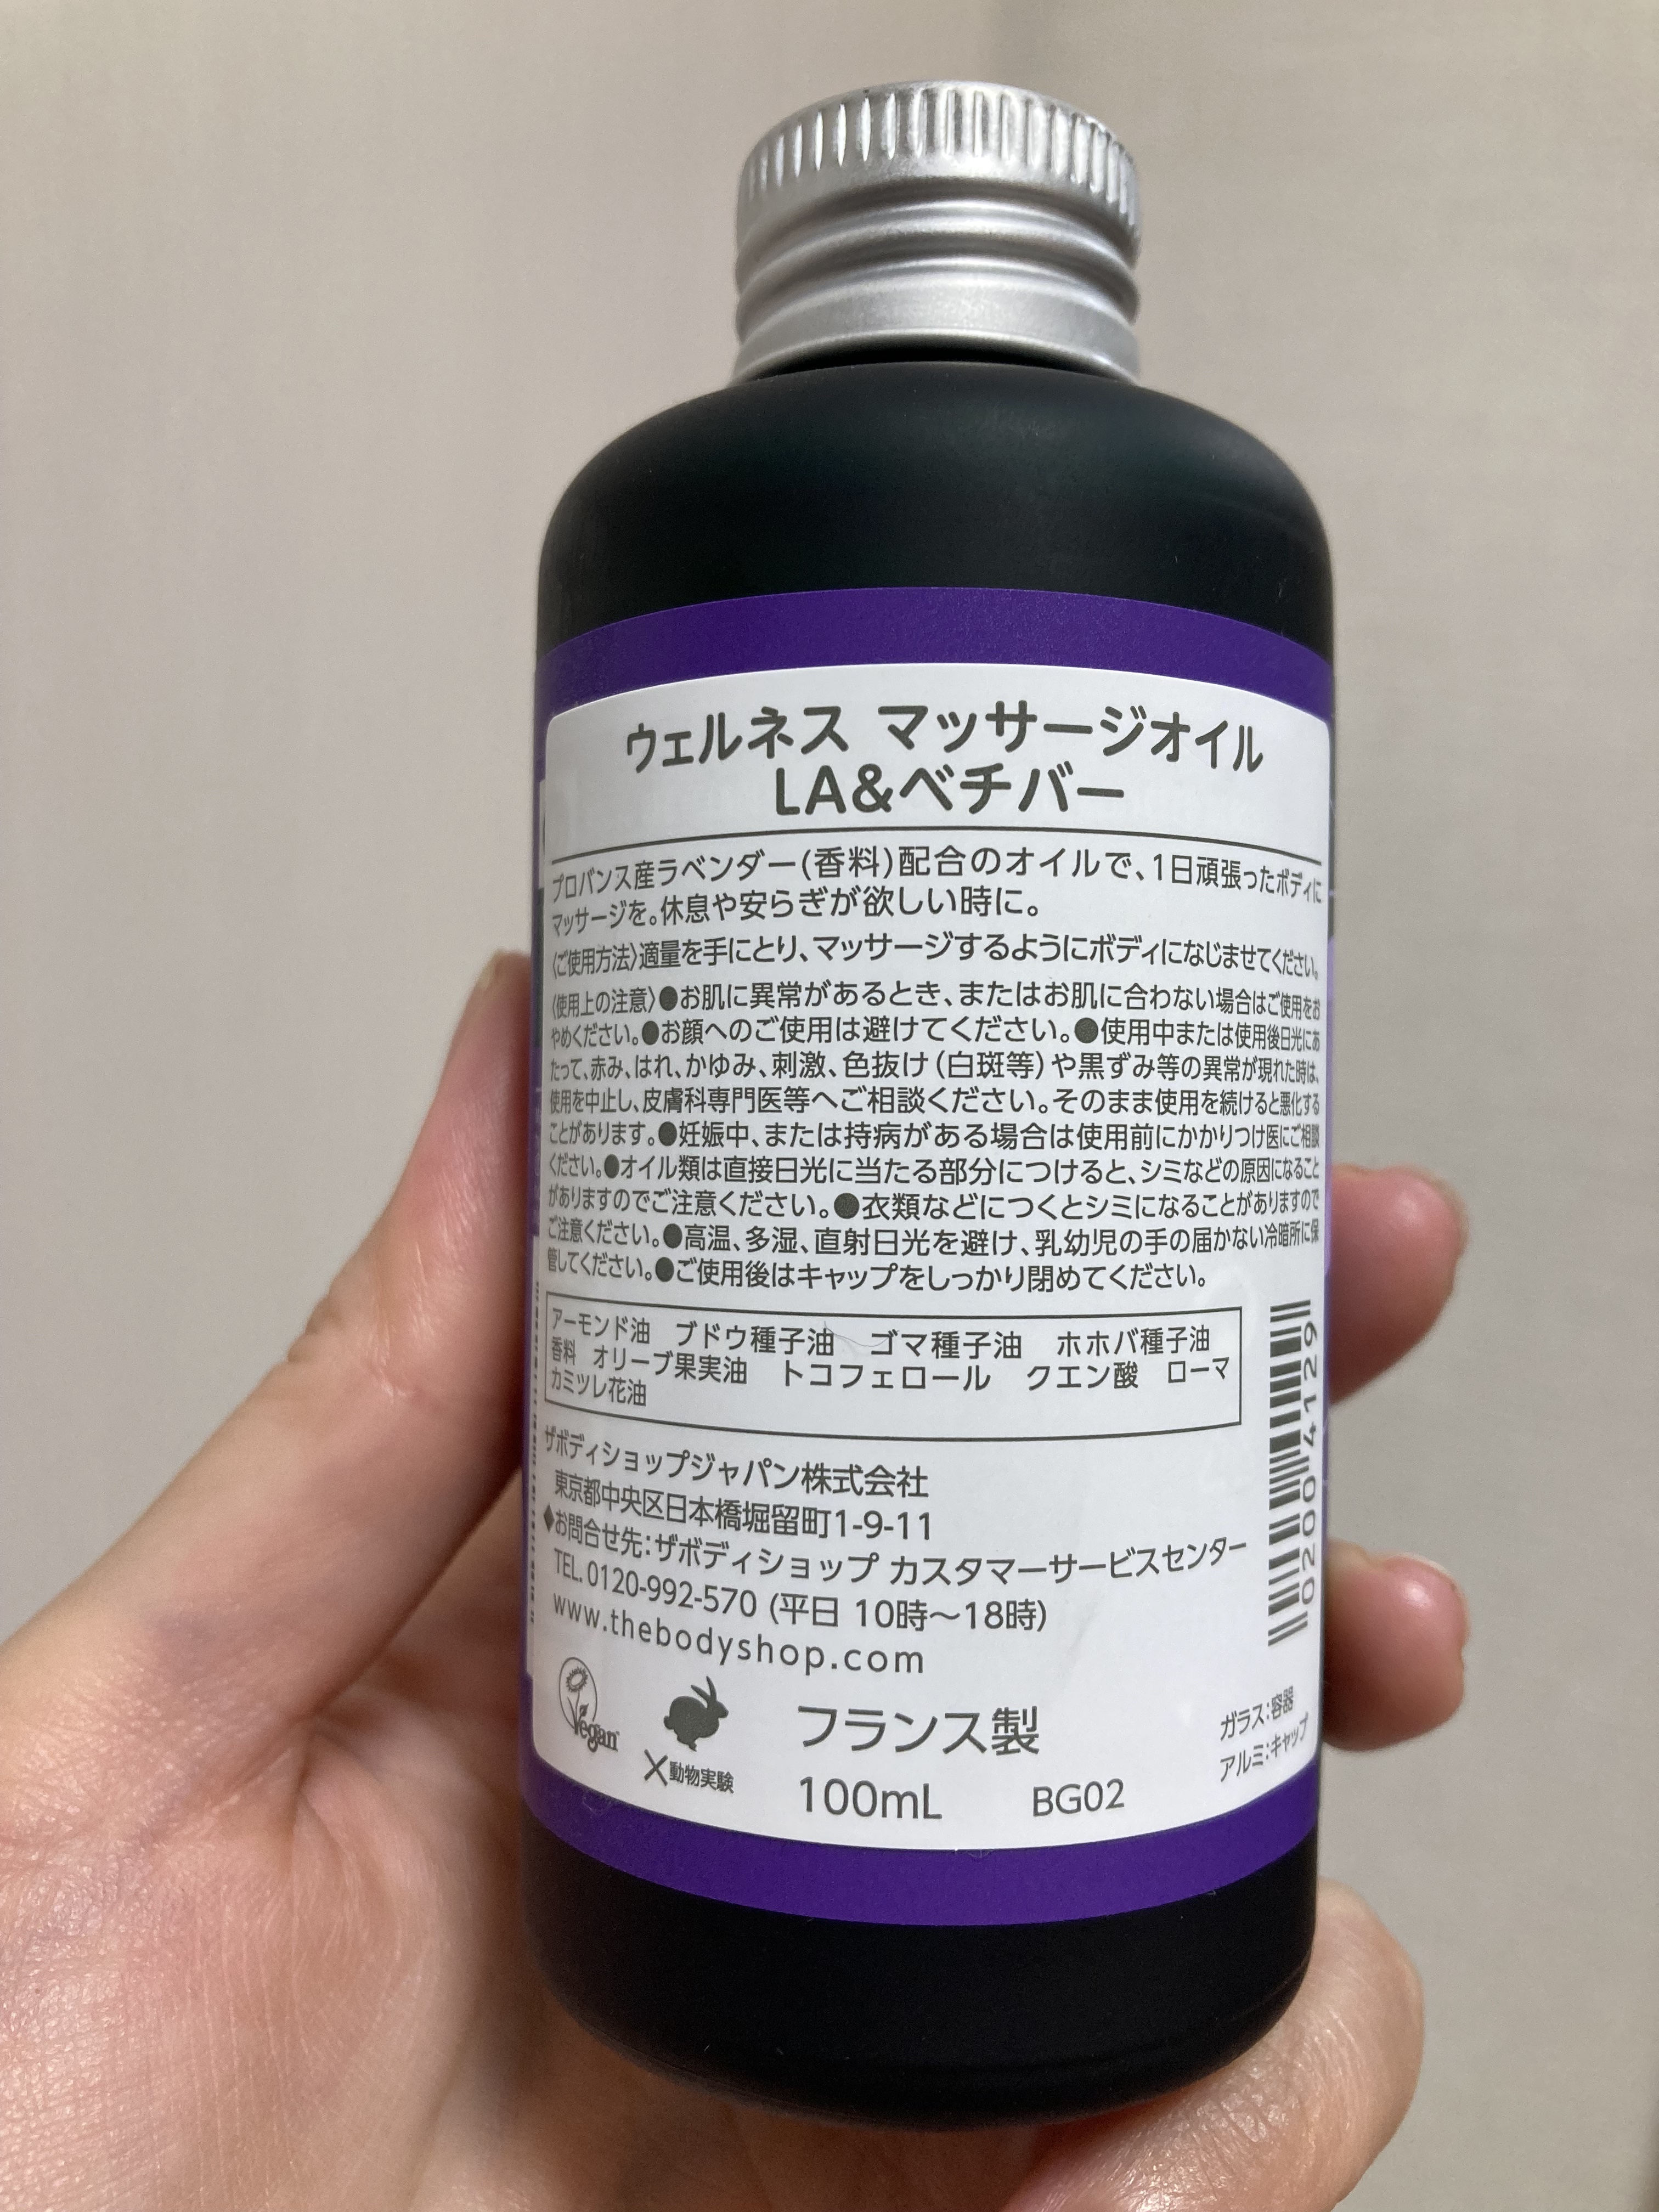 ウェルネス マッサージオイル
LA&ベチバー
プロバンス産ラベンダー(香料)配合のオイルで、1日頑張ったボディに
マッサージを。休息や安らぎが欲しい時に。
〈ご使用方法〉適量を手にとり、マッサージするようにボディになじませてください。
〈使用上の注意〉●お肌に異常があるとき、またはお肌に合わない場合はご使用をお
やめください。●お顔へのご使用は避けてください。●使用中または使用後日光にあ
たって、赤み、はれ、かゆみ、刺激、色抜け(白斑等)や黒ずみ等の異常が現れた時は、
使用を中止し、皮膚科専門医等へご相談ください。そのまま使用を続けると悪化する
ことがあります。●妊娠中、または持病がある場合は使用前にかかりつけ医にご相談
ください。●オイル類は直接日光に当たる部分につけると、シミなどの原因になること
がありますのでご注意ください。●衣類などにつくとシミになることがありますので
ご注意ください。●高温、多湿、直射日光を避け、乳幼児の手の届かない冷暗所に保
管してください。●ご使用後はキャップをしっかり閉めてください。
アーモンド油 ブドウ種子油 ゴマ種子油 ホホバ種子油
香料 オリーブ果実油 トコフェロール クエン酸 ローマ
カミツレ花油
02004129
ザボディショップジャパン株式会社
東京都中央区日本橋堀留町1-9-11
◆お問合せ先:ザボディショップ カスタマーサービスセンター
TEL.0120-992-570 (平日 10時〜18時)
www.thebodyshop.com
Vegan
×動物実験
フランス製
100mL BG02
ガラス:容器
アルミ:キャップ